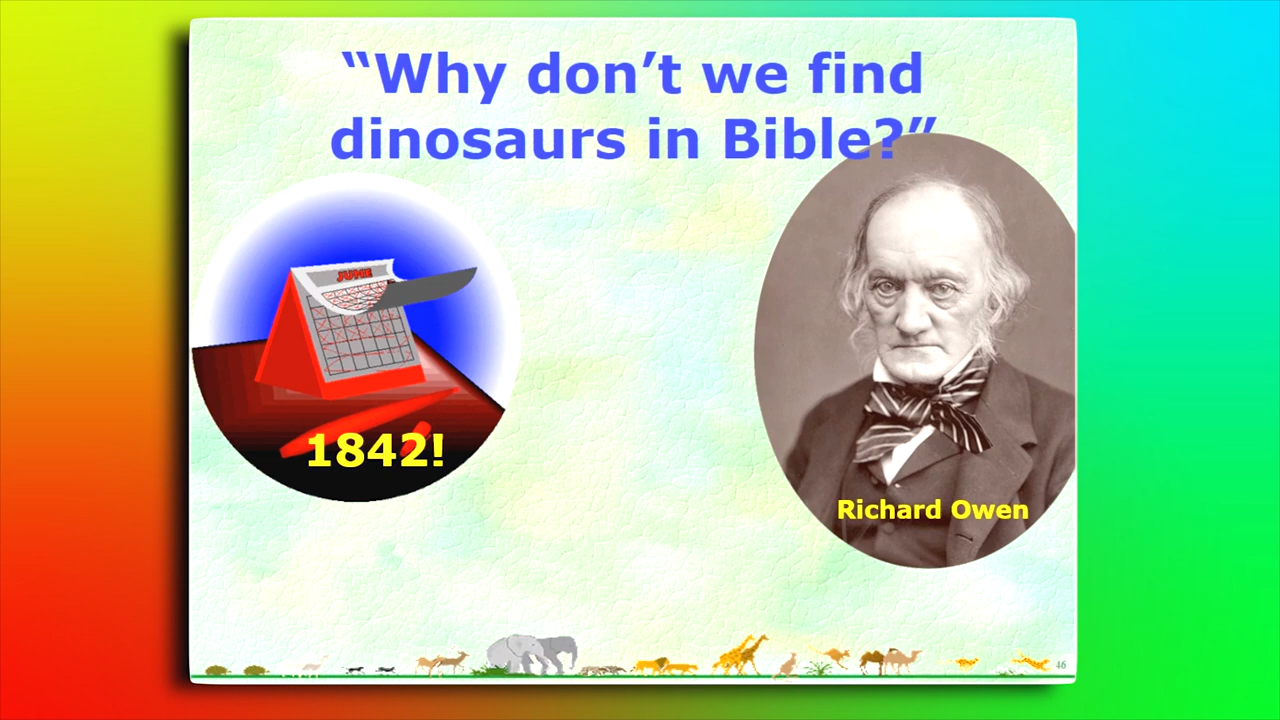 “Why don’t we find
dinosaurs in Bible?”
JUNE
1842!
Richard Owen
46